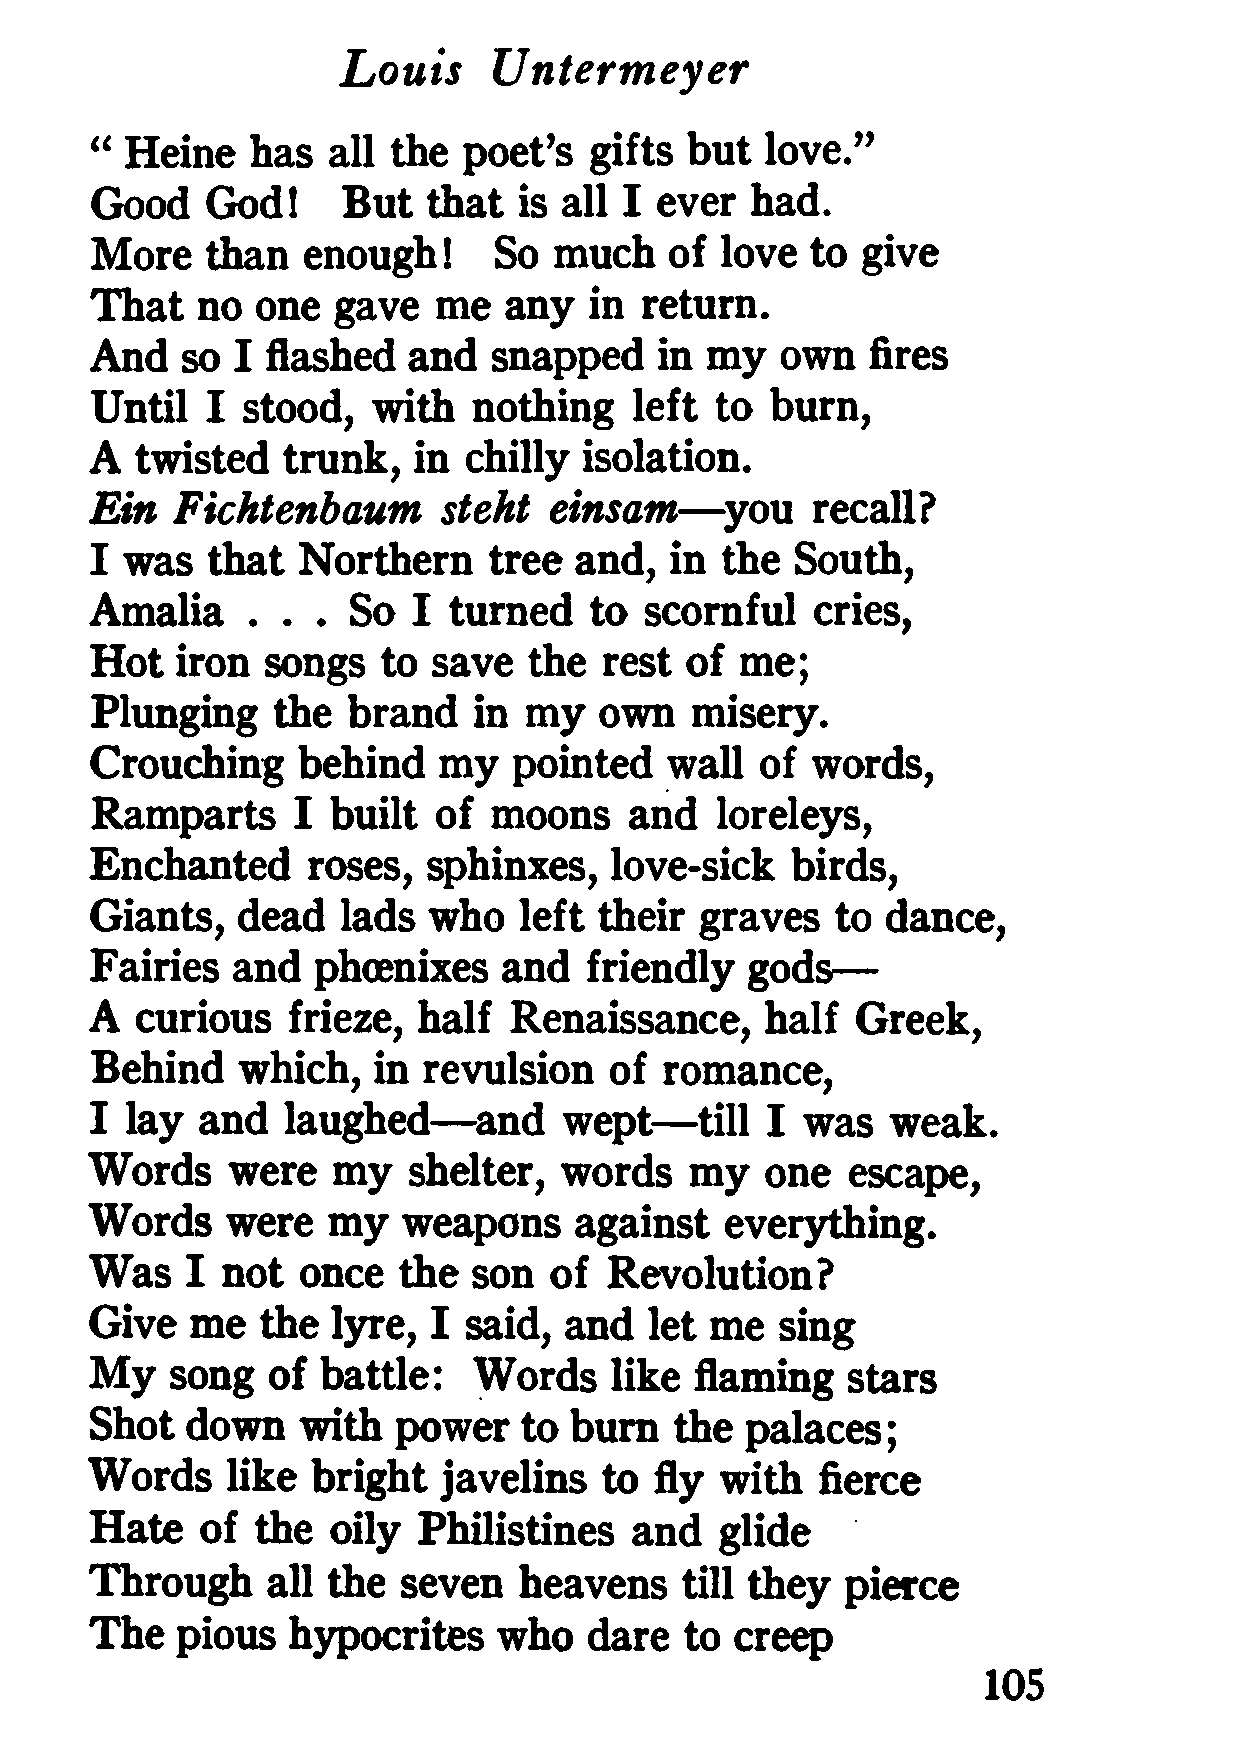 Louis Untermeyer
“ Heine has all the poet’s gifts but love.”
Good God! But that is all I ever had.
More than enough! So much of love to give
That no one gave me any in return.
And so I flashed and snapped in my own fires
Until I stood, with nothing left to burn,
A twisted trunk, in chilly isolation.
Ein Fichtenbaum steht einsam—you recall?
I was that Northern tree and, in the South,
Amalia . . . So I turned to scornful cries,
Hot iron songs to save the rest of me;
Plunging the brand in my own misery.
Crouching behind my pointed wall of words,
Ramparts I built of moons and loreleys,
Enchanted roses, sphinxes, love-sick birds,
Giants, dead lads who left their graves to dance,
Fairies and phœnixes and friendly gods—
A curious frieze, half Renaissance, half Greek,
Behind which, in revulsion of romance,
I lay and laughed—and wept—till I was weak.
Words were my shelter, words my one escape,
Words were my weapons against everything.
Was I not once the son of Revolution?
Give me the lyre, I said, and let me sing
My song of battle: Words like flaming stars
Shot down with power to burn the palaces;
Words like bright javelins to fly with fierce
Hate of the oily Philistines and glide
Through all the seven heavens till they pierce
The pious hypocrites who dare to creep
105